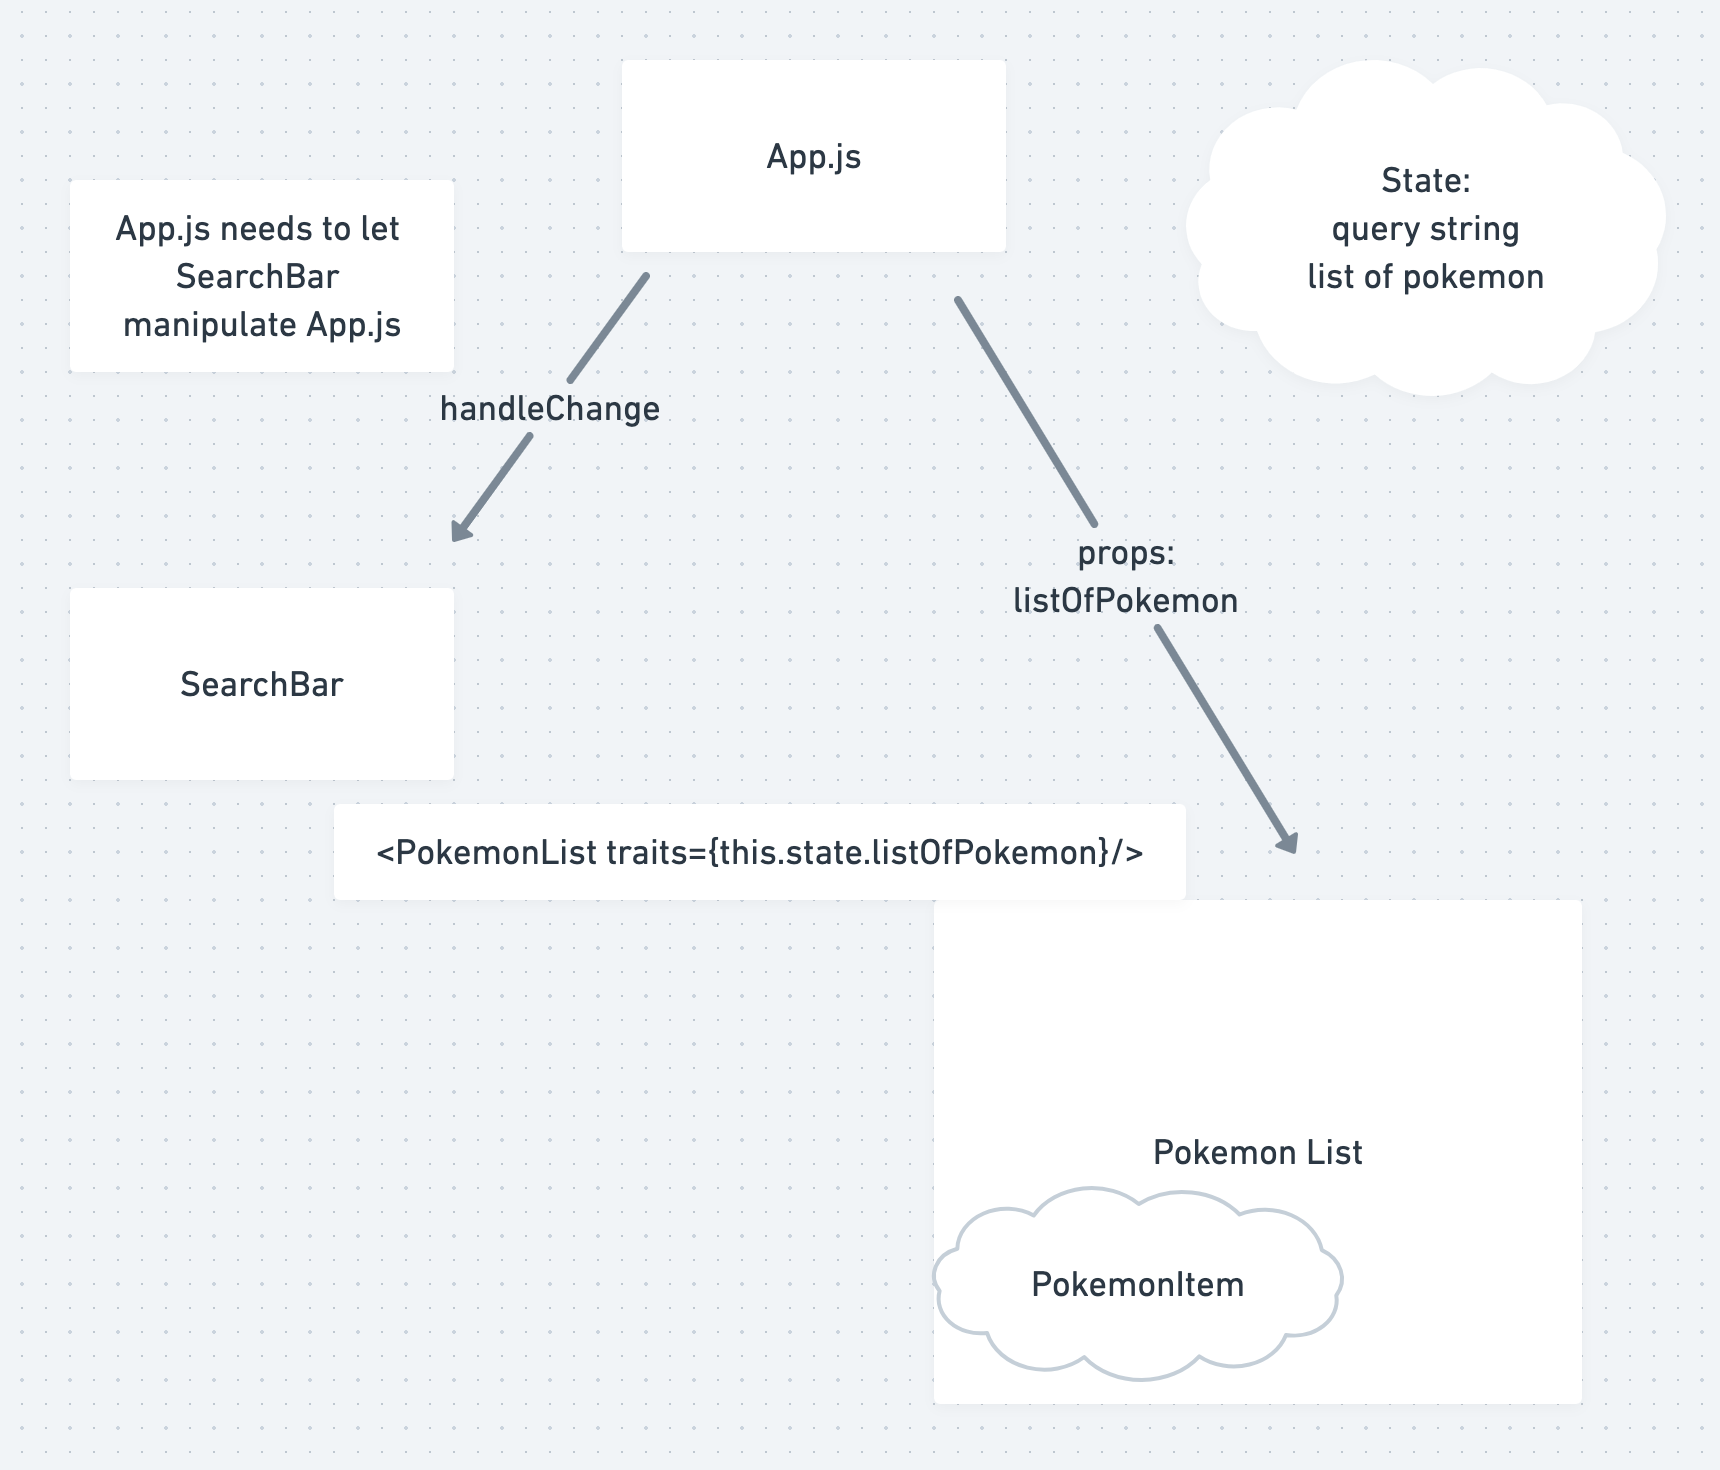 App.js
State:
query string
list of pokemon
App.js needs to let
SearchBar
manipulate App.js
handleChange
props:
listOfPokemon
SearchBar
<PokemonList traits={this.state.listOfPokemon}/>
Pokemon List
PokemonItem